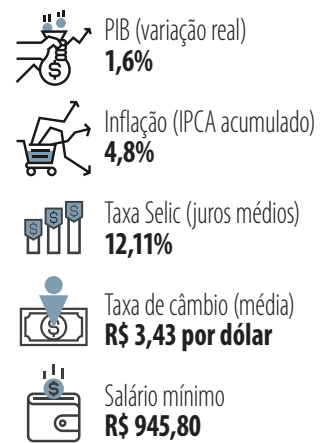 PIB (variação real)
1,6%
Inflação (IPCA acumulado)
4,8%
Taxa Selic (juros médios)
12,11%
Taxa de câmbio (média)
R$ 3,43 por dólar
Salário mínimo
R$ 945,80